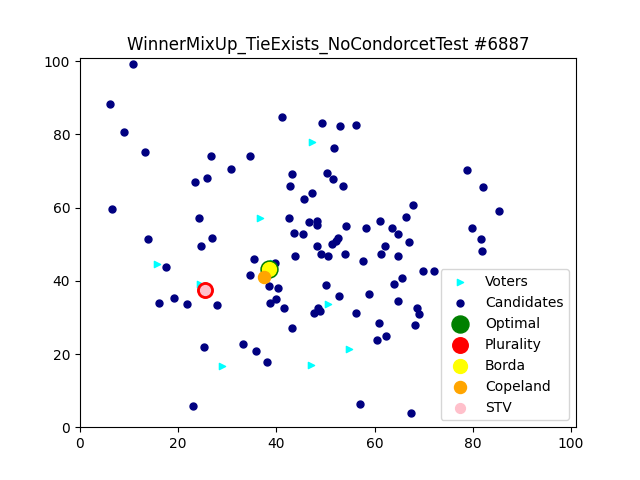 WinnerMixUp_TieExists_NoCondorcetTest #6887
100
80
60
40
20
0
0 20 40 60 80 100
Voters
Candidates
Optimal
Plurality
Borda
Copeland
STV